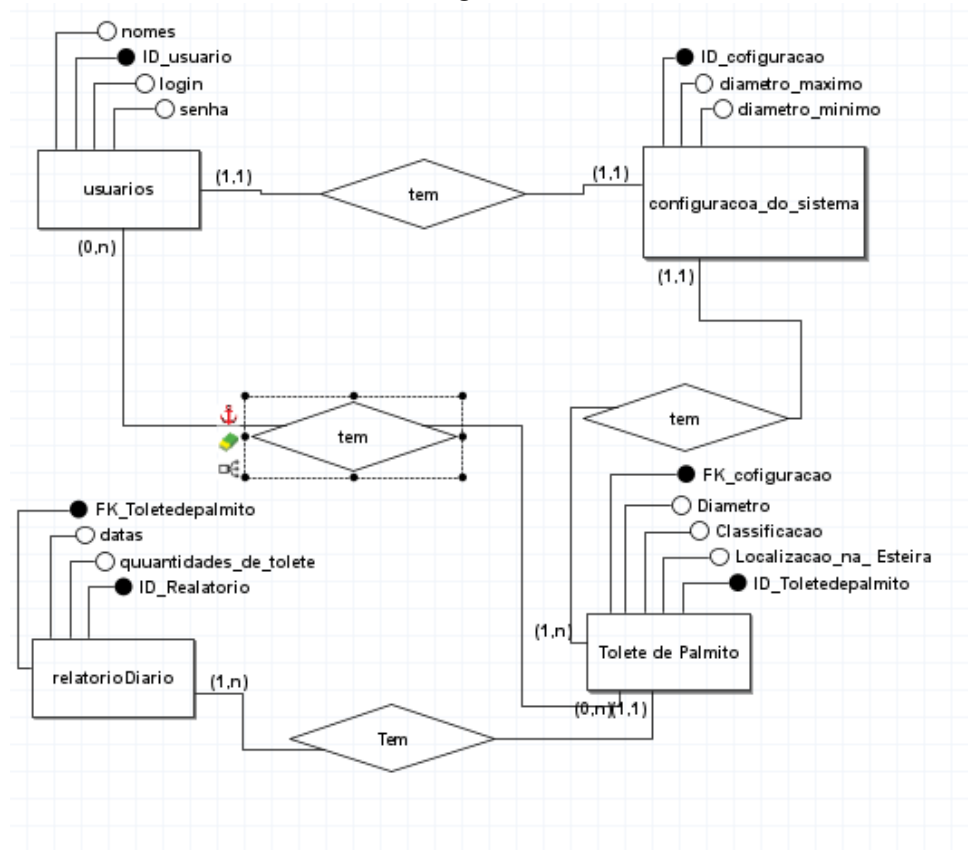 nomes
ID_usuario
login
senha
usuarios
(1,1)
(0,n)
tem
(1,1)
ID_cofiguracao
diametro_maximo
diametro_minimo
configuracoa_do_sistema
(1,1)
tem
tem
FK_cofiguracao
Diametro
Classificacao
Localizacao_na_ Esteira
ID_Toletedepalmito
(1,n)
Tolete de Palmito
(0,n)
(1,1)
FK_Toletedepalmito
datas
quuantidades_de_tolete
ID_Realatorio
relatorioDiario
(1,n)
Tem